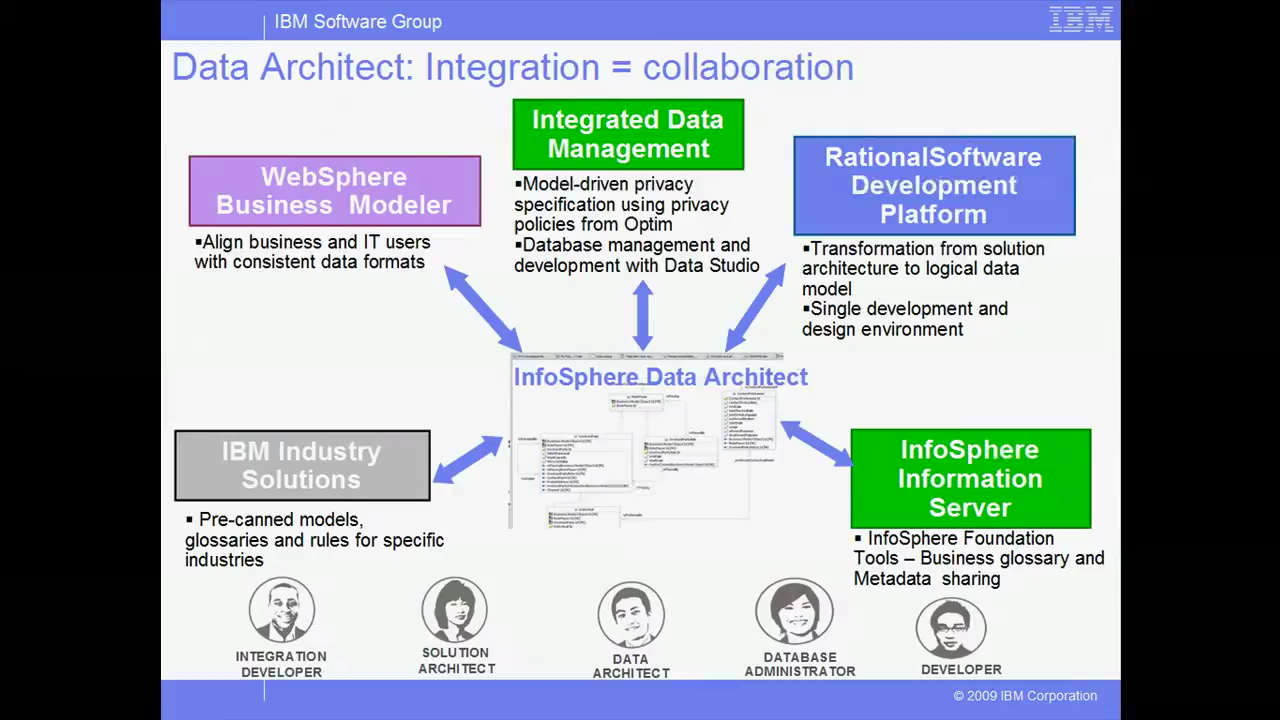 IBM Software Group
IBM
Data Architect: Integration = collaboration
Integrated Data
Management
▪Model-driven privacy
specification using privacy
policies from Optim
▪Database management and
development with Data Studio
WebSphere
Business Modeler
▪Align business and IT users
with consistent data formats
RationalSoftware
Development
Platform
▪Transformation from solution
architecture to logical data
model
▪Single development and
design environment
InfoSphere Data Architect
IBM Industry
Solutions
▪ Pre-canned models,
glossaries and rules for specific
industries
InfoSphere
Information
Server
▪ InfoSphere Foundation
Tools – Business glossary and
Metadata sharing
INTEGRATION
DEVELOPER
SOLUTION
ARCHITECT
DATA
ARCHITECT
DATABASE
ADMINISTRATOR
DEVELOPER
© 2009 IBM Corporation